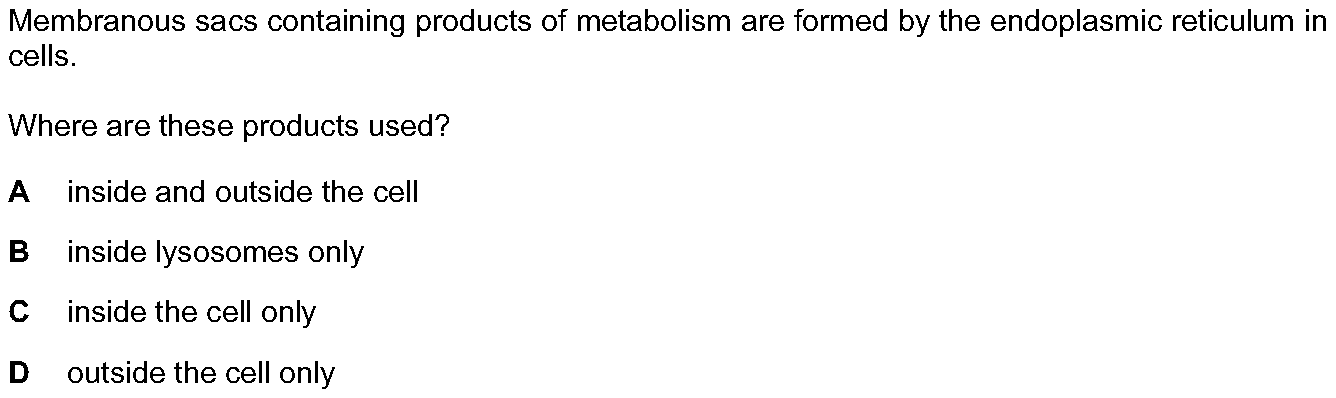 Membranous sacs containing products of metabolism are formed by the endoplasmic reticulum in
cells.
Where are these products used?
A inside and outside the cell
B inside lysosomes only
C inside the cell only
D outside the cell only